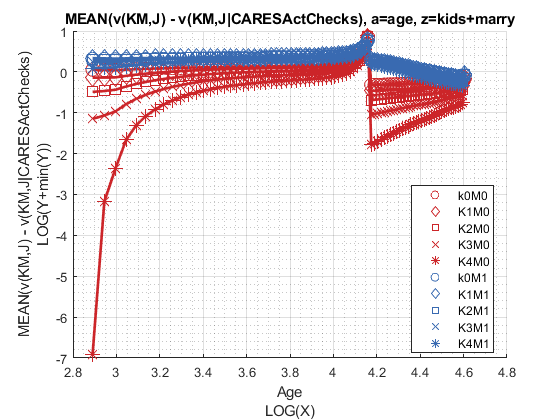 MEAN(v(KM,J) - v(KM,J|CARESActChecks), a=age, z=kids+marry
MEAN(v(KM,J) - v(KM,J|CARESActChecks)
LOG(Y+min(Y))
1
0
-1
-2
-3
-4
-5
-6
-7
k0M0
K1M0
K2M0
K3M0
K4M0
k0M1
K1M1
K2M1
K3M1
K4M1
2.8 3 3.2 3.4 3.6 3.8 4 4.2 4.4 4.6 4.8
Age
LOG(X)